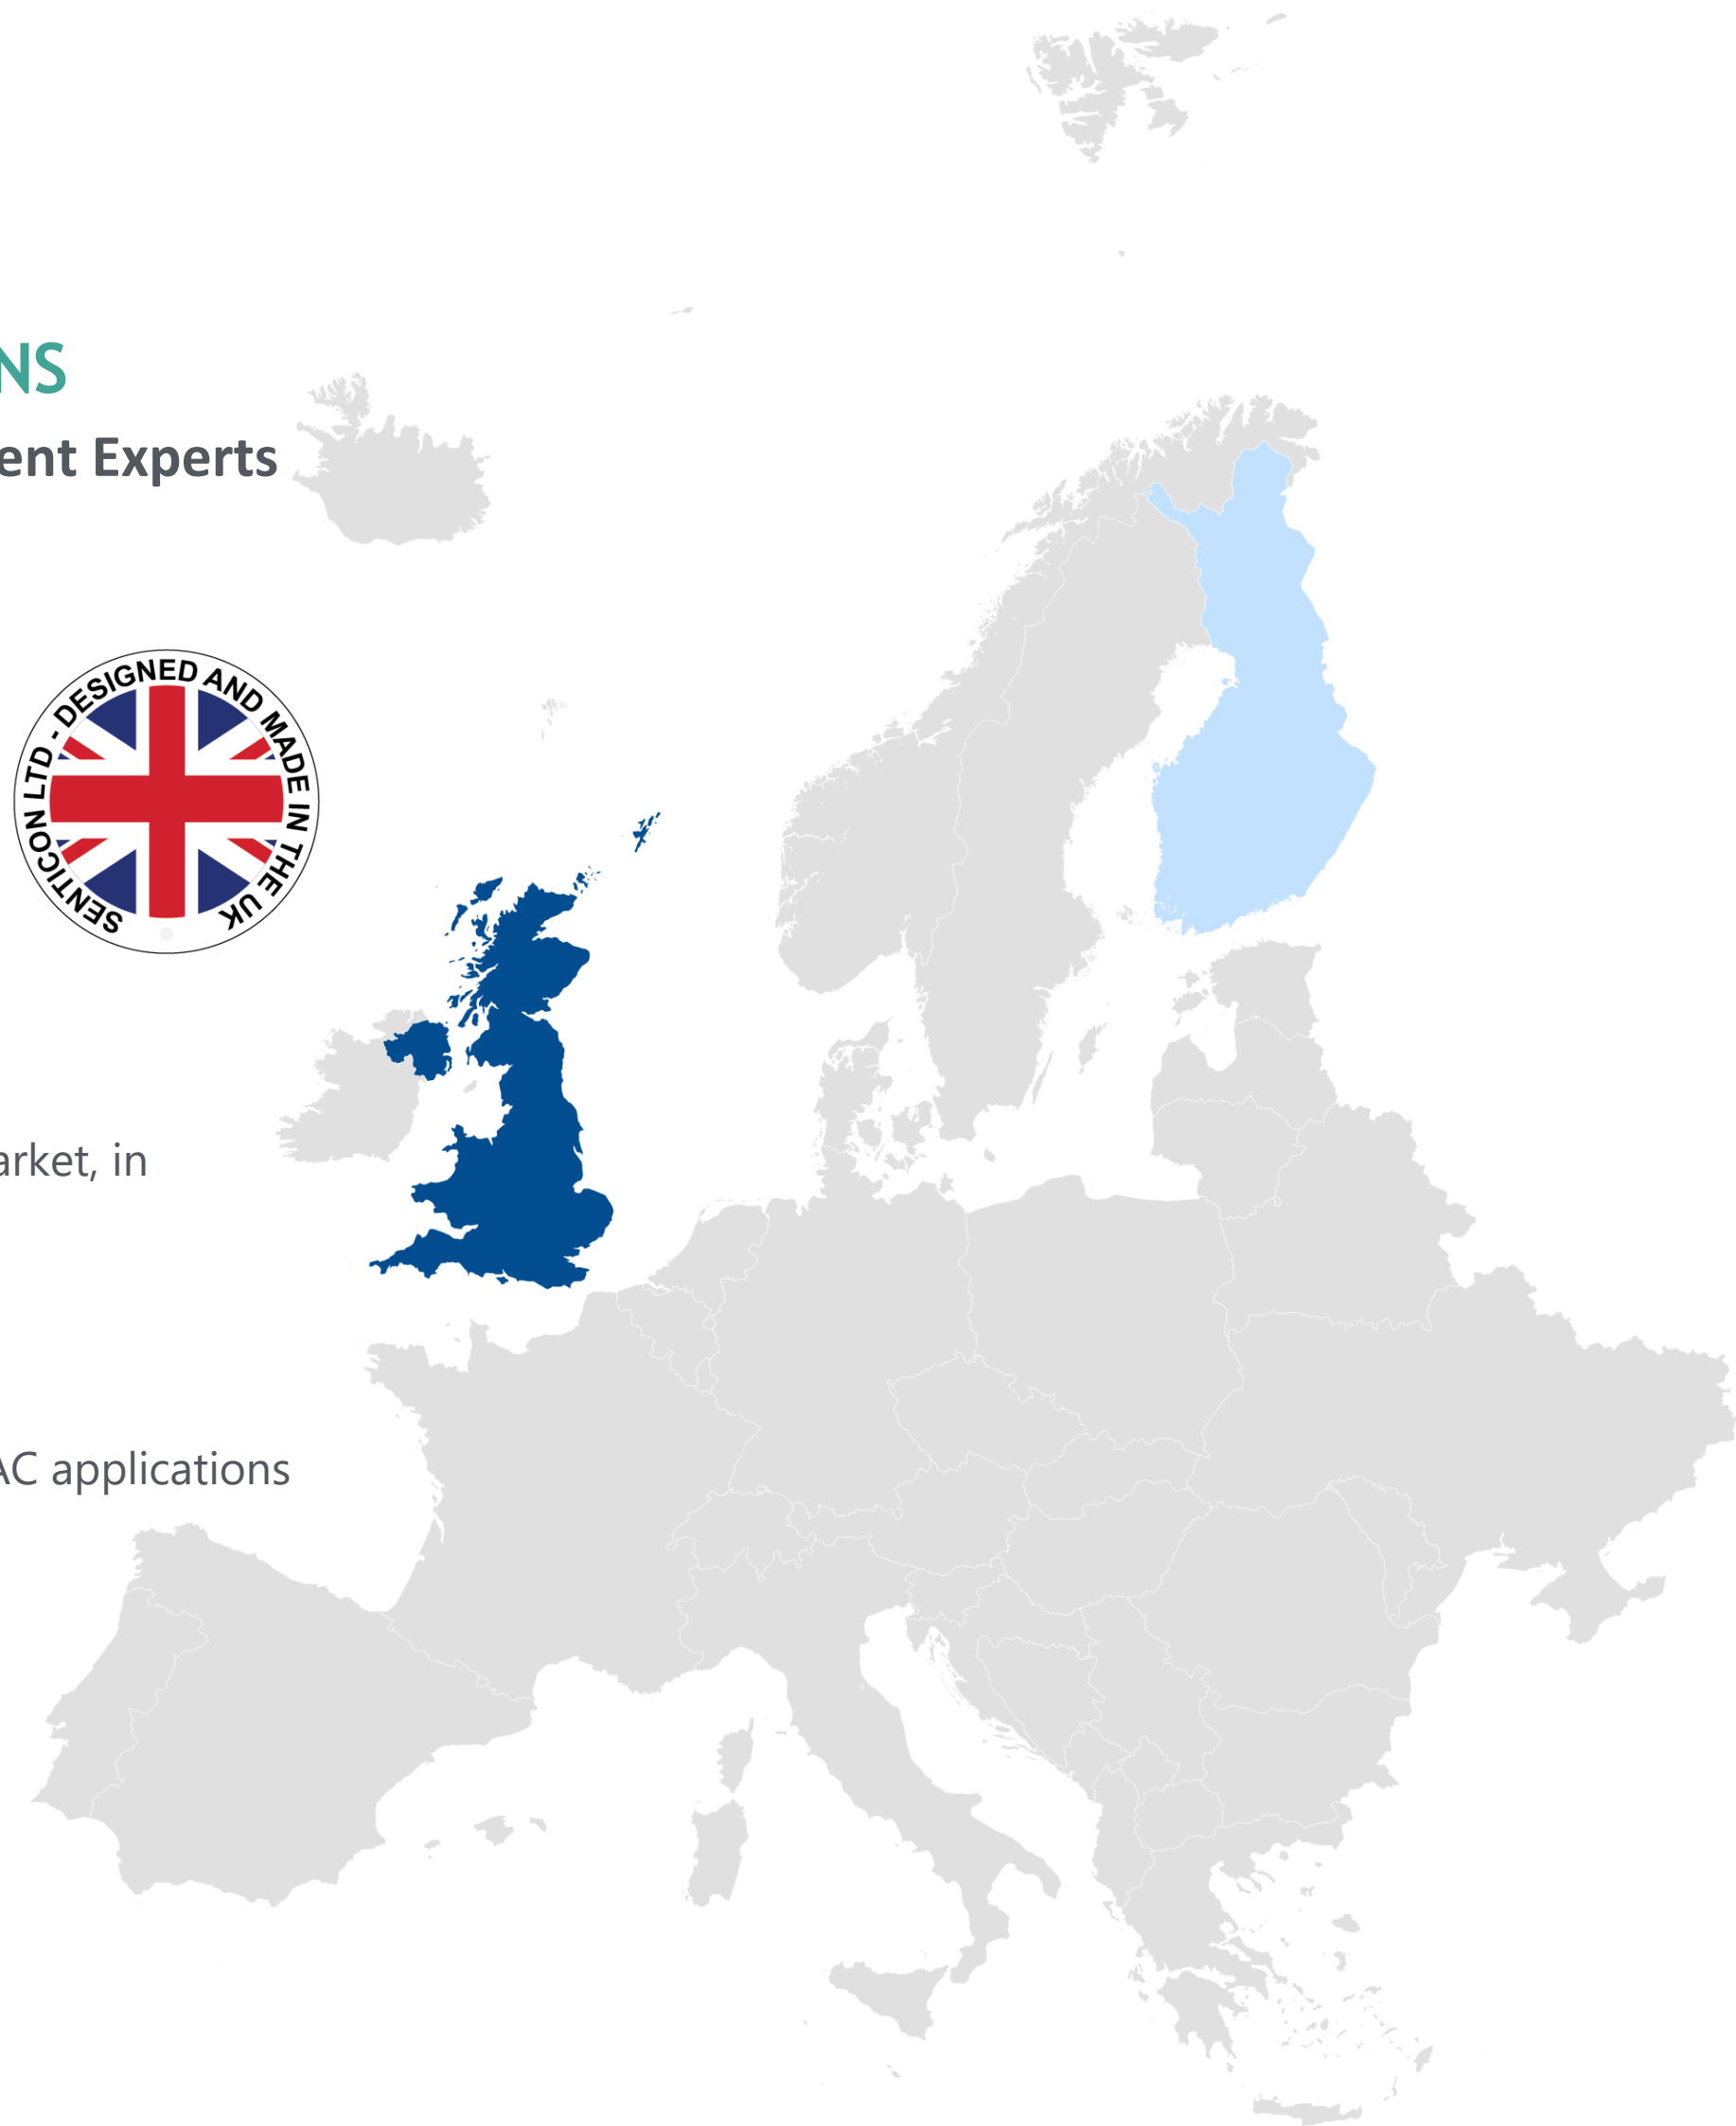 NS
ent Experts
SENTICON LTD - DESIGNED AND MADE IN THE UK
arket, in
AC applications